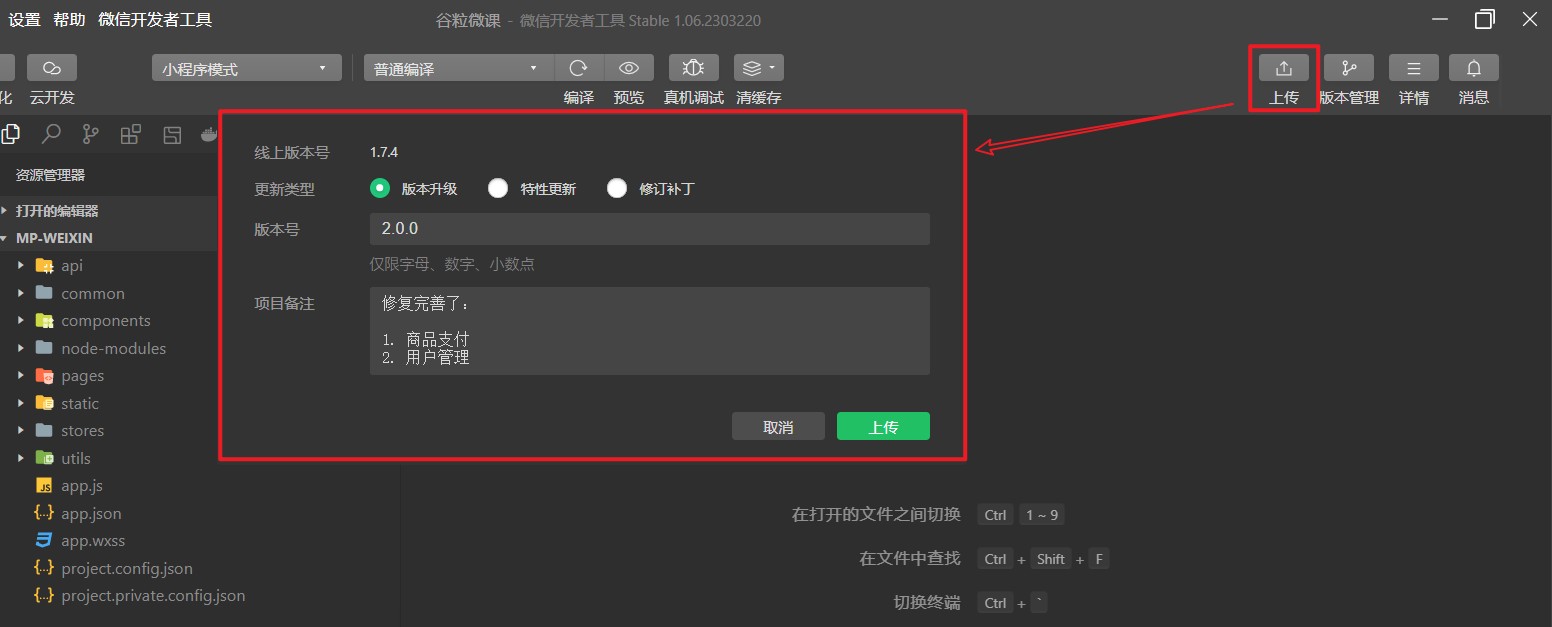 设置 帮助 微信开发者工具 谷粒微课 - 微信开发者工具 Stable 1.06.2303220
小程序模式 普通编译
化 云开发 编译 预览 真机调试 清缓存 上传 版本管理 详情 消息
资源管理器
打开的编辑器
MP-WEIXIN
api
common
components
node-modules
pages
static
stores
utils
app.js
app.json
app.wxss
project.config.json
project.private.config.json
线上版本号 1.7.4
更新类型 版本升级 特性更新 修订补丁
版本号 2.0.0
仅限字母、数字、小数点
项目备注 修复完善了：
1. 商品支付
2. 用户管理
取消 上传
在打开的文件之间切换 Ctrl 1 ~ 9
在文件中查找 Ctrl + Shift + F
切换终端 Ctrl + `